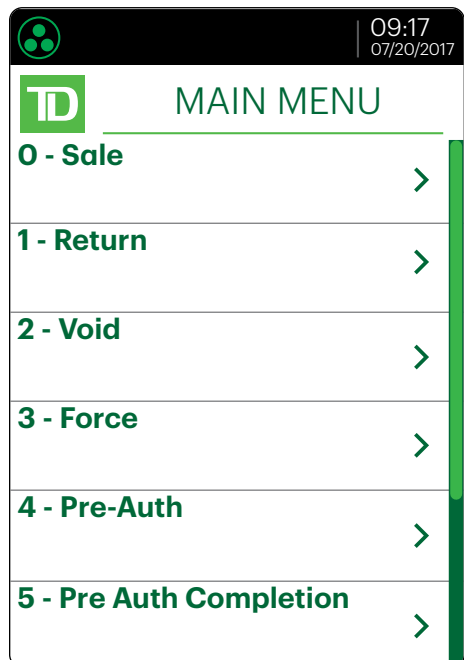 09:17
07/20/2017
TD
MAIN MENU
0 - Sale
1 - Return
2 - Void
3 - Force
4 - Pre-Auth
5 - Pre Auth Completion